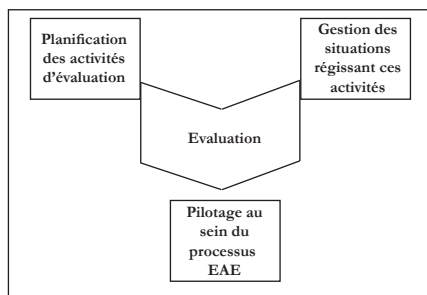 Planification
des activités
d'évaluation
Gestion des
situations
régissant ces
activités
Evaluation
Pilotage au
sein du
processus
EAE